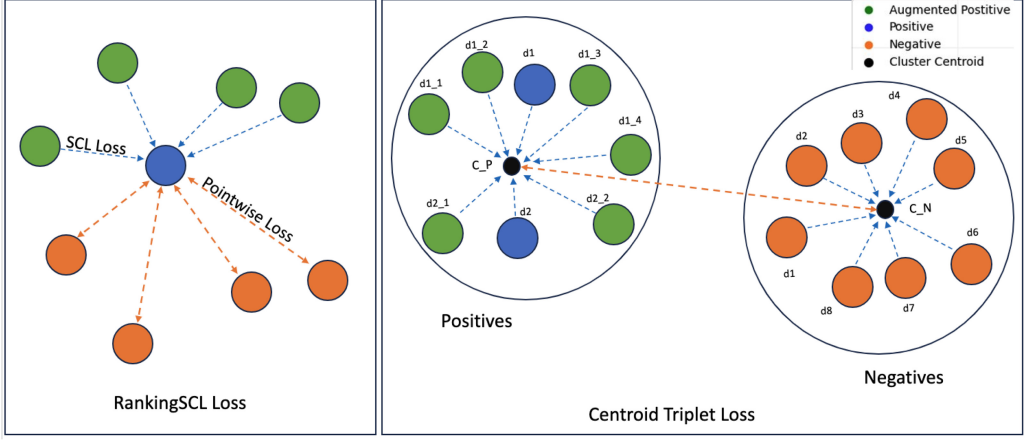 SCL Loss
Pointwise Loss
RankingSCL Loss
d1_2
d1
d1_3
d1_1
d1_4
C_P
d2_1
d2
d2_2
Positives
Augmented Postitive
Positive
Negative
Cluster Centroid
d4
d3
d2
d5
C_N
d6
d1
d8
d7
Negatives
Centroid Triplet Loss